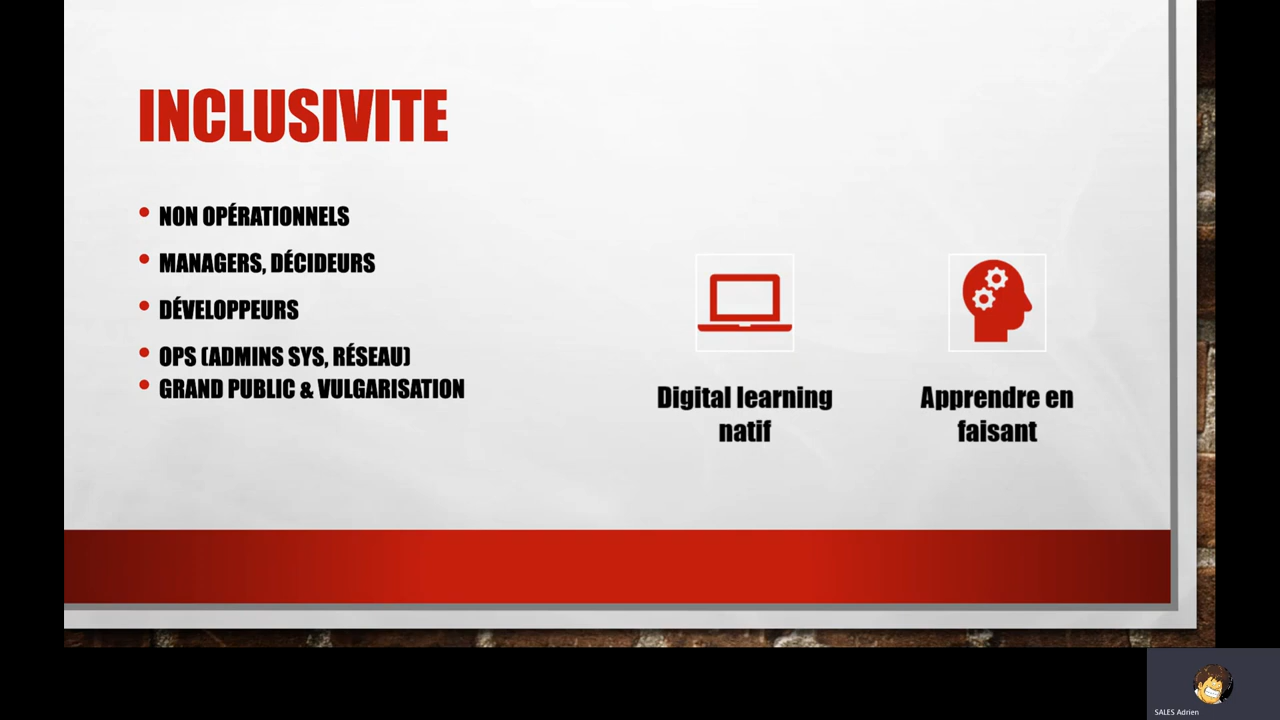 INCLUSIVITE
NON OPÉRATIONNELS
MANAGERS, DÉCIDEURS
DÉVELOPPEURS
OPS (ADMINS SYS, RÉSEAU)
GRAND PUBLIC & VULGARISATION
Digital learning
natif
Apprendre en
faisant
SALES Adrien